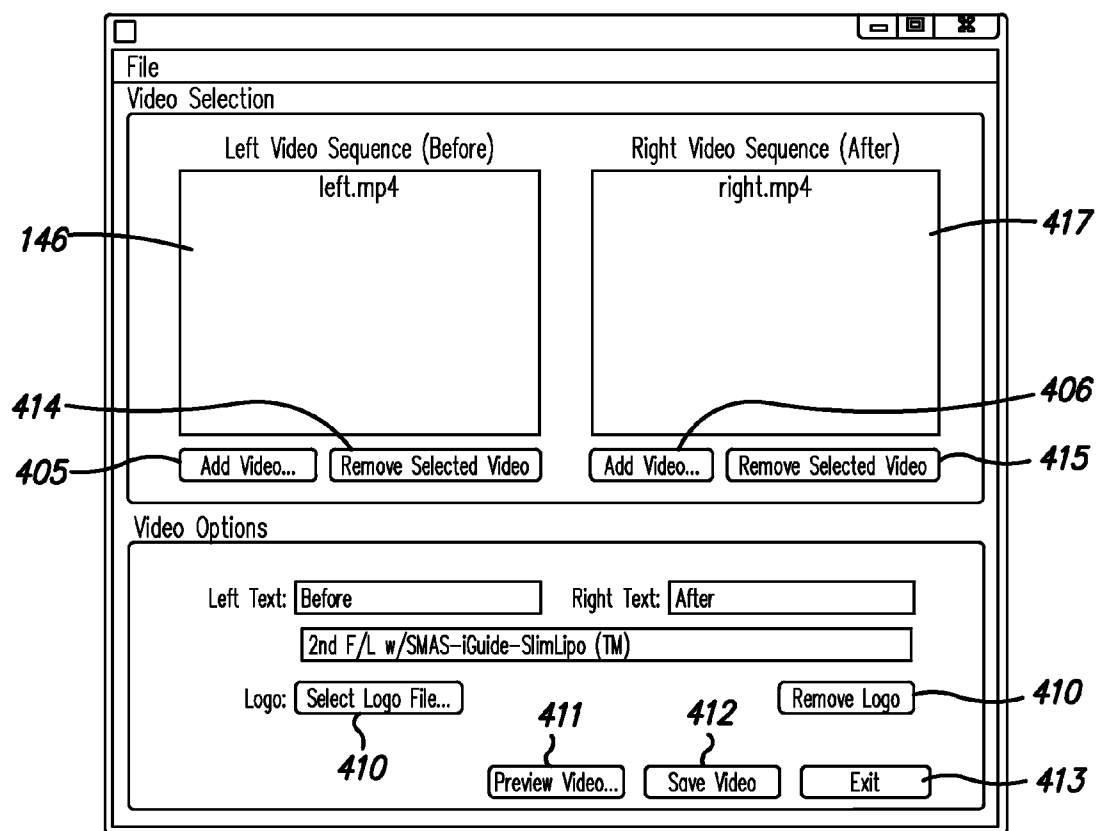 File
Video Selection
Left Video Sequence (Before) Right Video Sequence (After)
left.mp4 right.mp4
146 417
414 406
405 Add Video... Remove Selected Video Add Video... Remove Selected Video 415
Video Options
Left Text: Before Right Text: After
2nd F/L w/SMAS-iGuide-SlimLipo (TM)
Logo: Select Logo File... Remove Logo 410
410 411 412
Preview Video... Save Video Exit 413